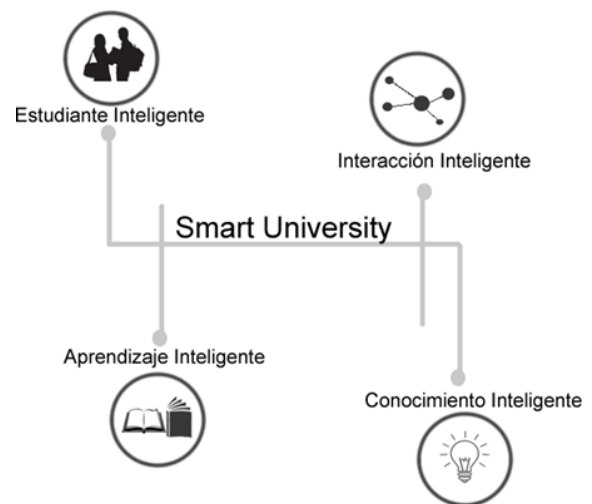 Estudiante Inteligente
Interacción Inteligente
Smart University
Aprendizaje Inteligente
Conocimiento Inteligente